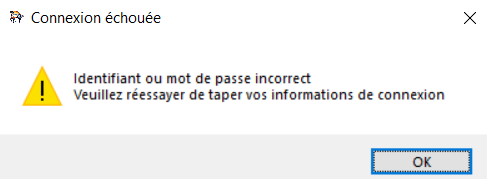 Connexion échouée
Identifiant ou mot de passe incorrect
Veuillez réessayer de taper vos informations de connexion
OK